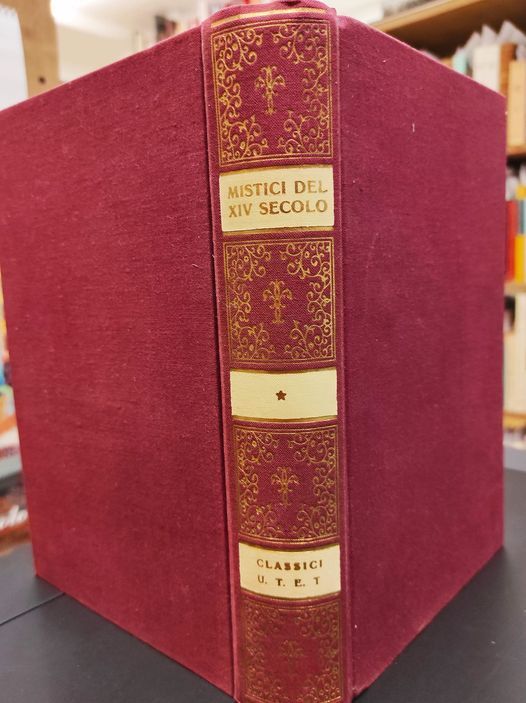 MISTICI DEL
XIV SECOLO
CLASSICI
U. T. E. T